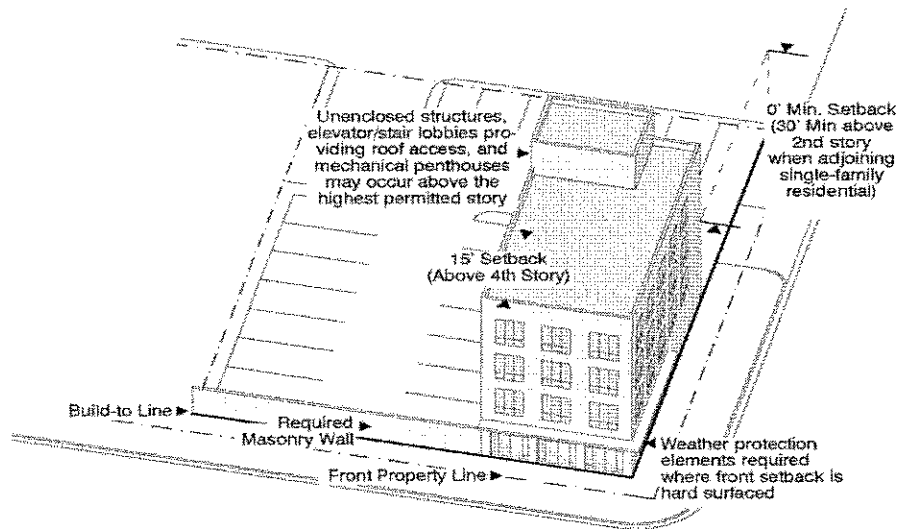 Unenclosed structures,
elevator/stair lobbies pro-
viding roof access, and
mechanical penthouses
may occur above the
highest permitted story
0' Min. Setback
(30' Min above
2nd story
when adjoining
single-family
residential)
15' Setback
(Above 4th Story)
Build-to Line
Required
Masonry Wall
Front Property Line
Weather protection
elements required
where front setback is
hard surfaced